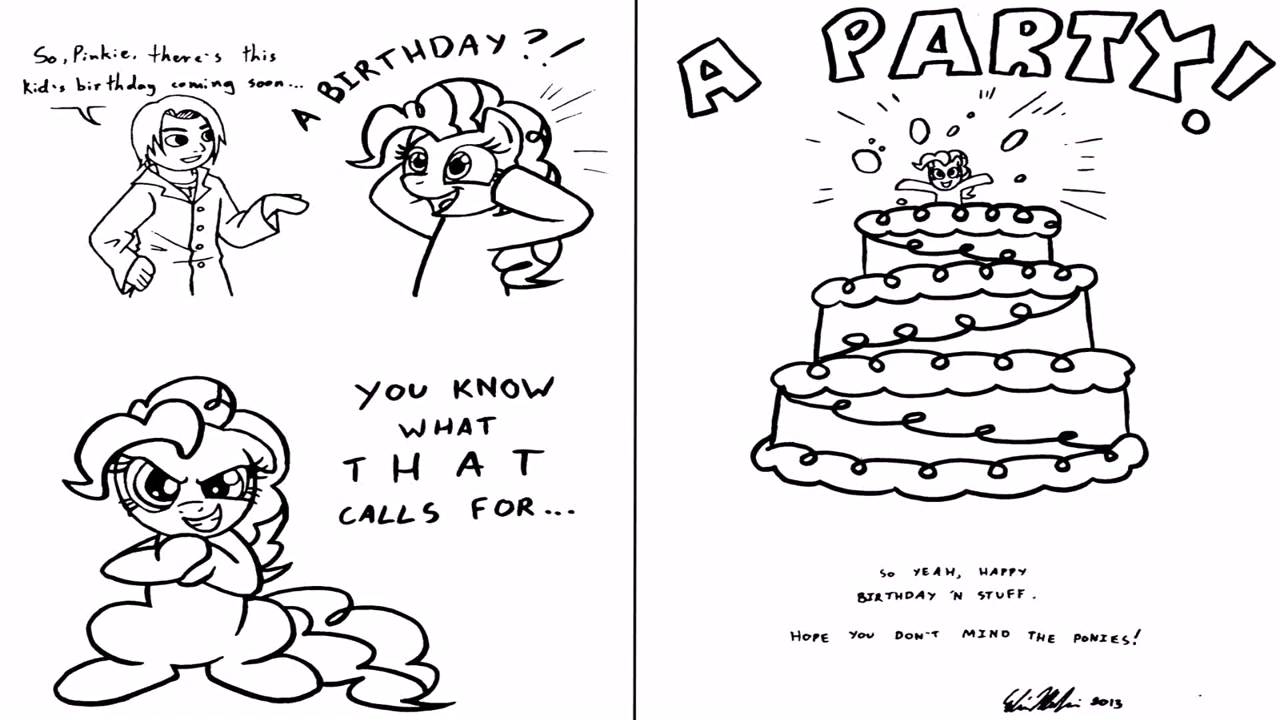 So, Pinkie, there's this
kid's birthday coming soon...
A BIRTHDAY?!
YOU KNOW
WHAT
THAT
CALLS FOR...
A PARTY!
SO YEAH, HAPPY
BIRTHDAY 'N STUFF.
HOPE YOU DON'T MIND THE PONIES!
2013